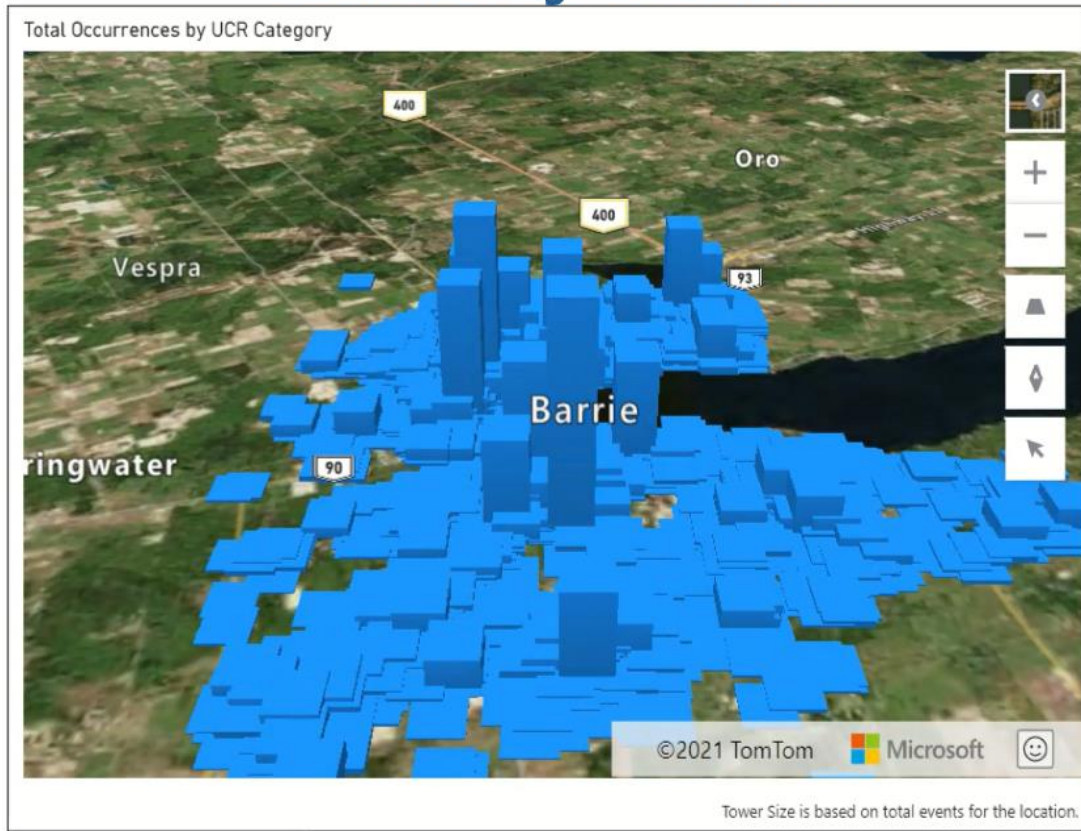 Total Occurrences by UCR Category
400
Oro
400
Vespra
93
Barrie
ringwater
90
©2021 TomTom Microsoft
Tower Size is based on total events for the location.